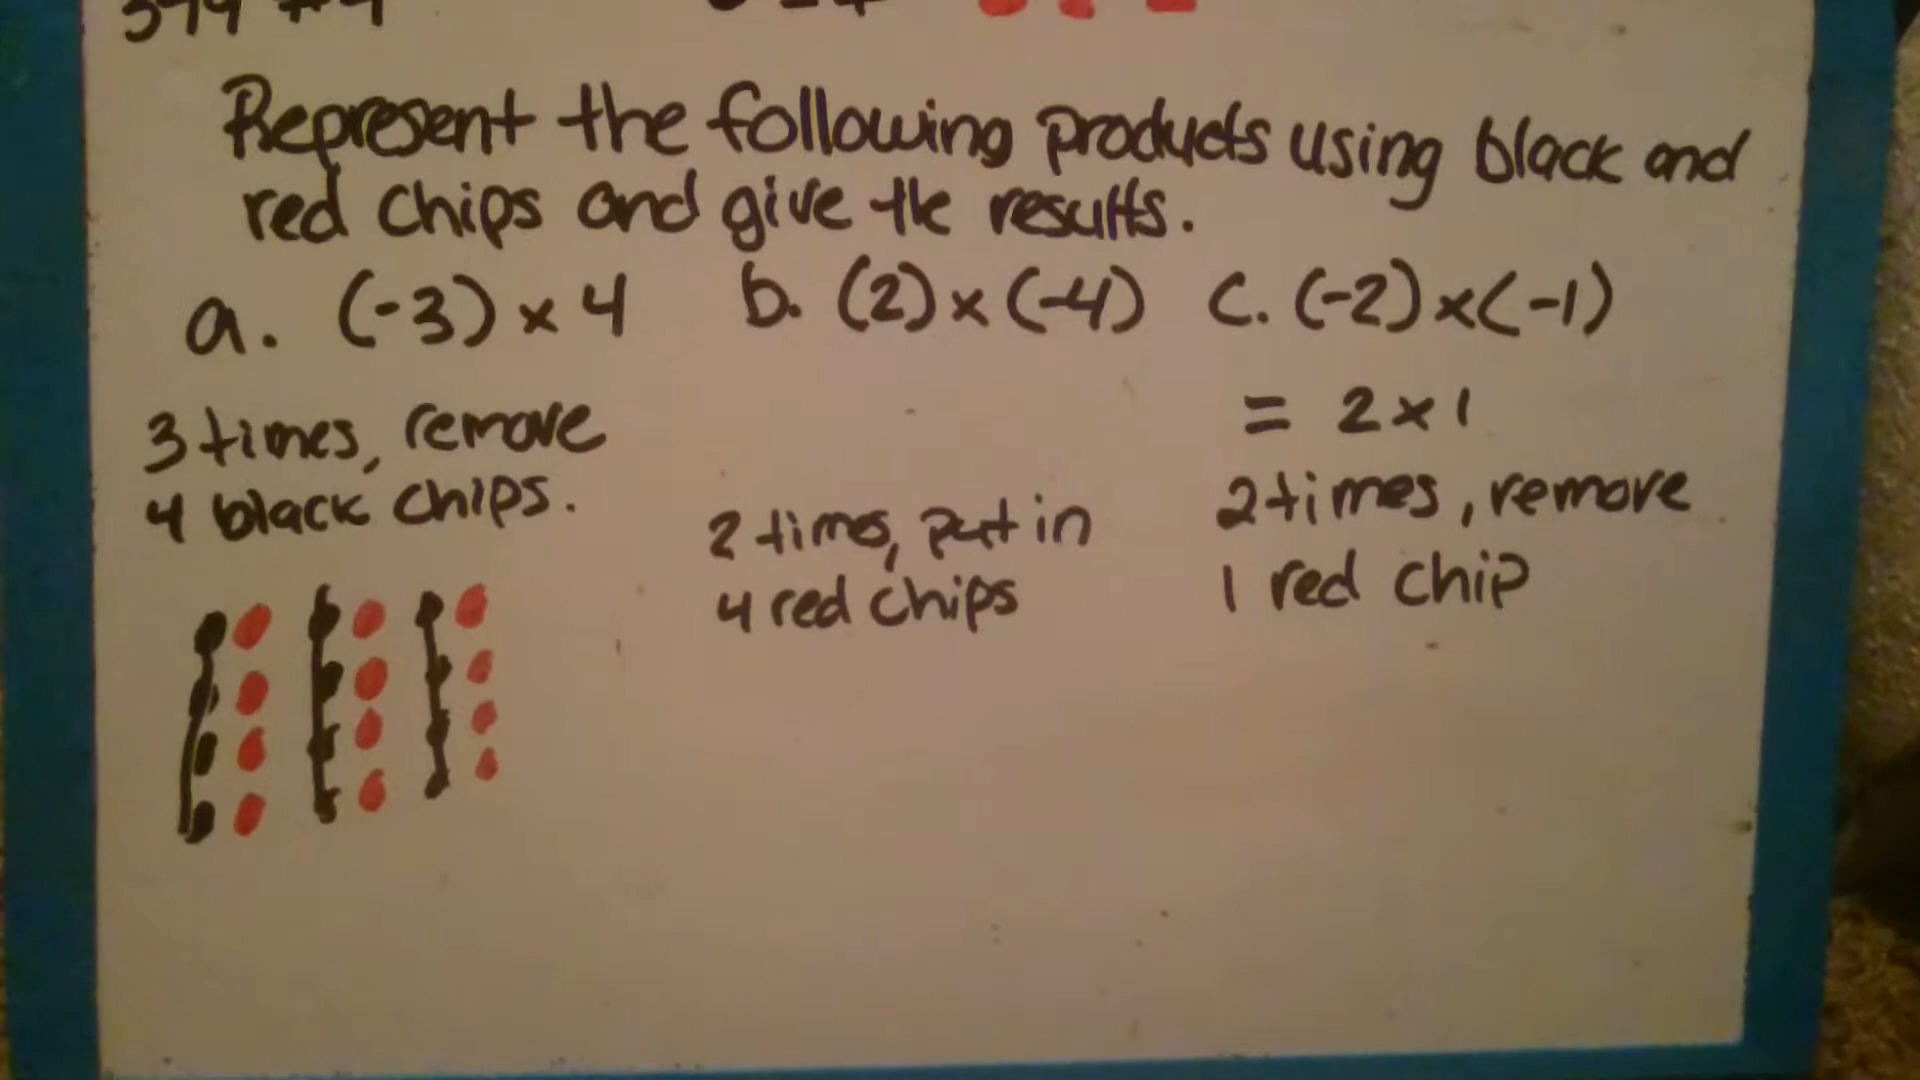 Represent the following products using black and
red chips and give the results.
a. (-3) x 4 b. (2) x (-4) c. (-2) x (-1)
= 2 x 1
3 times, remove
4 black chips.
2 times, put in
4 red chips
2 times, remove
1 red chip